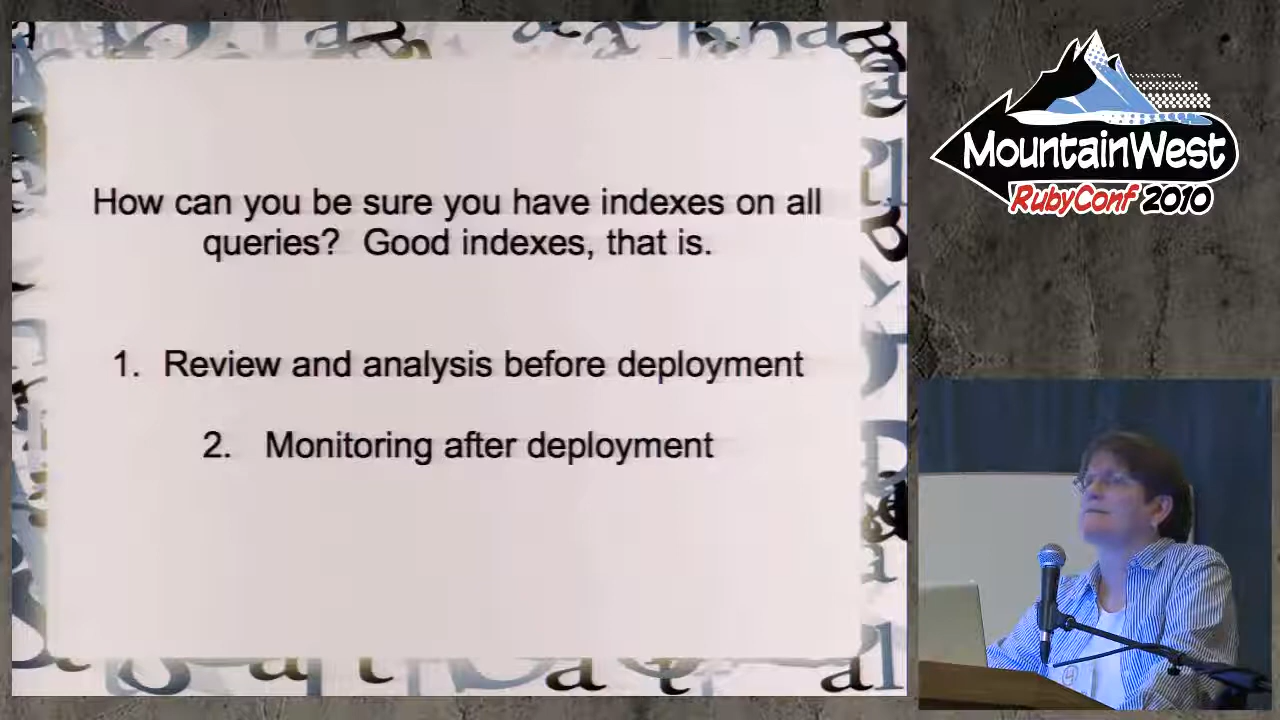 How can you be sure you have indexes on all
queries?  Good indexes, that is.
1.  Review and analysis before deployment
2.  Monitoring after deployment
MountainWest
RubyConf 2010